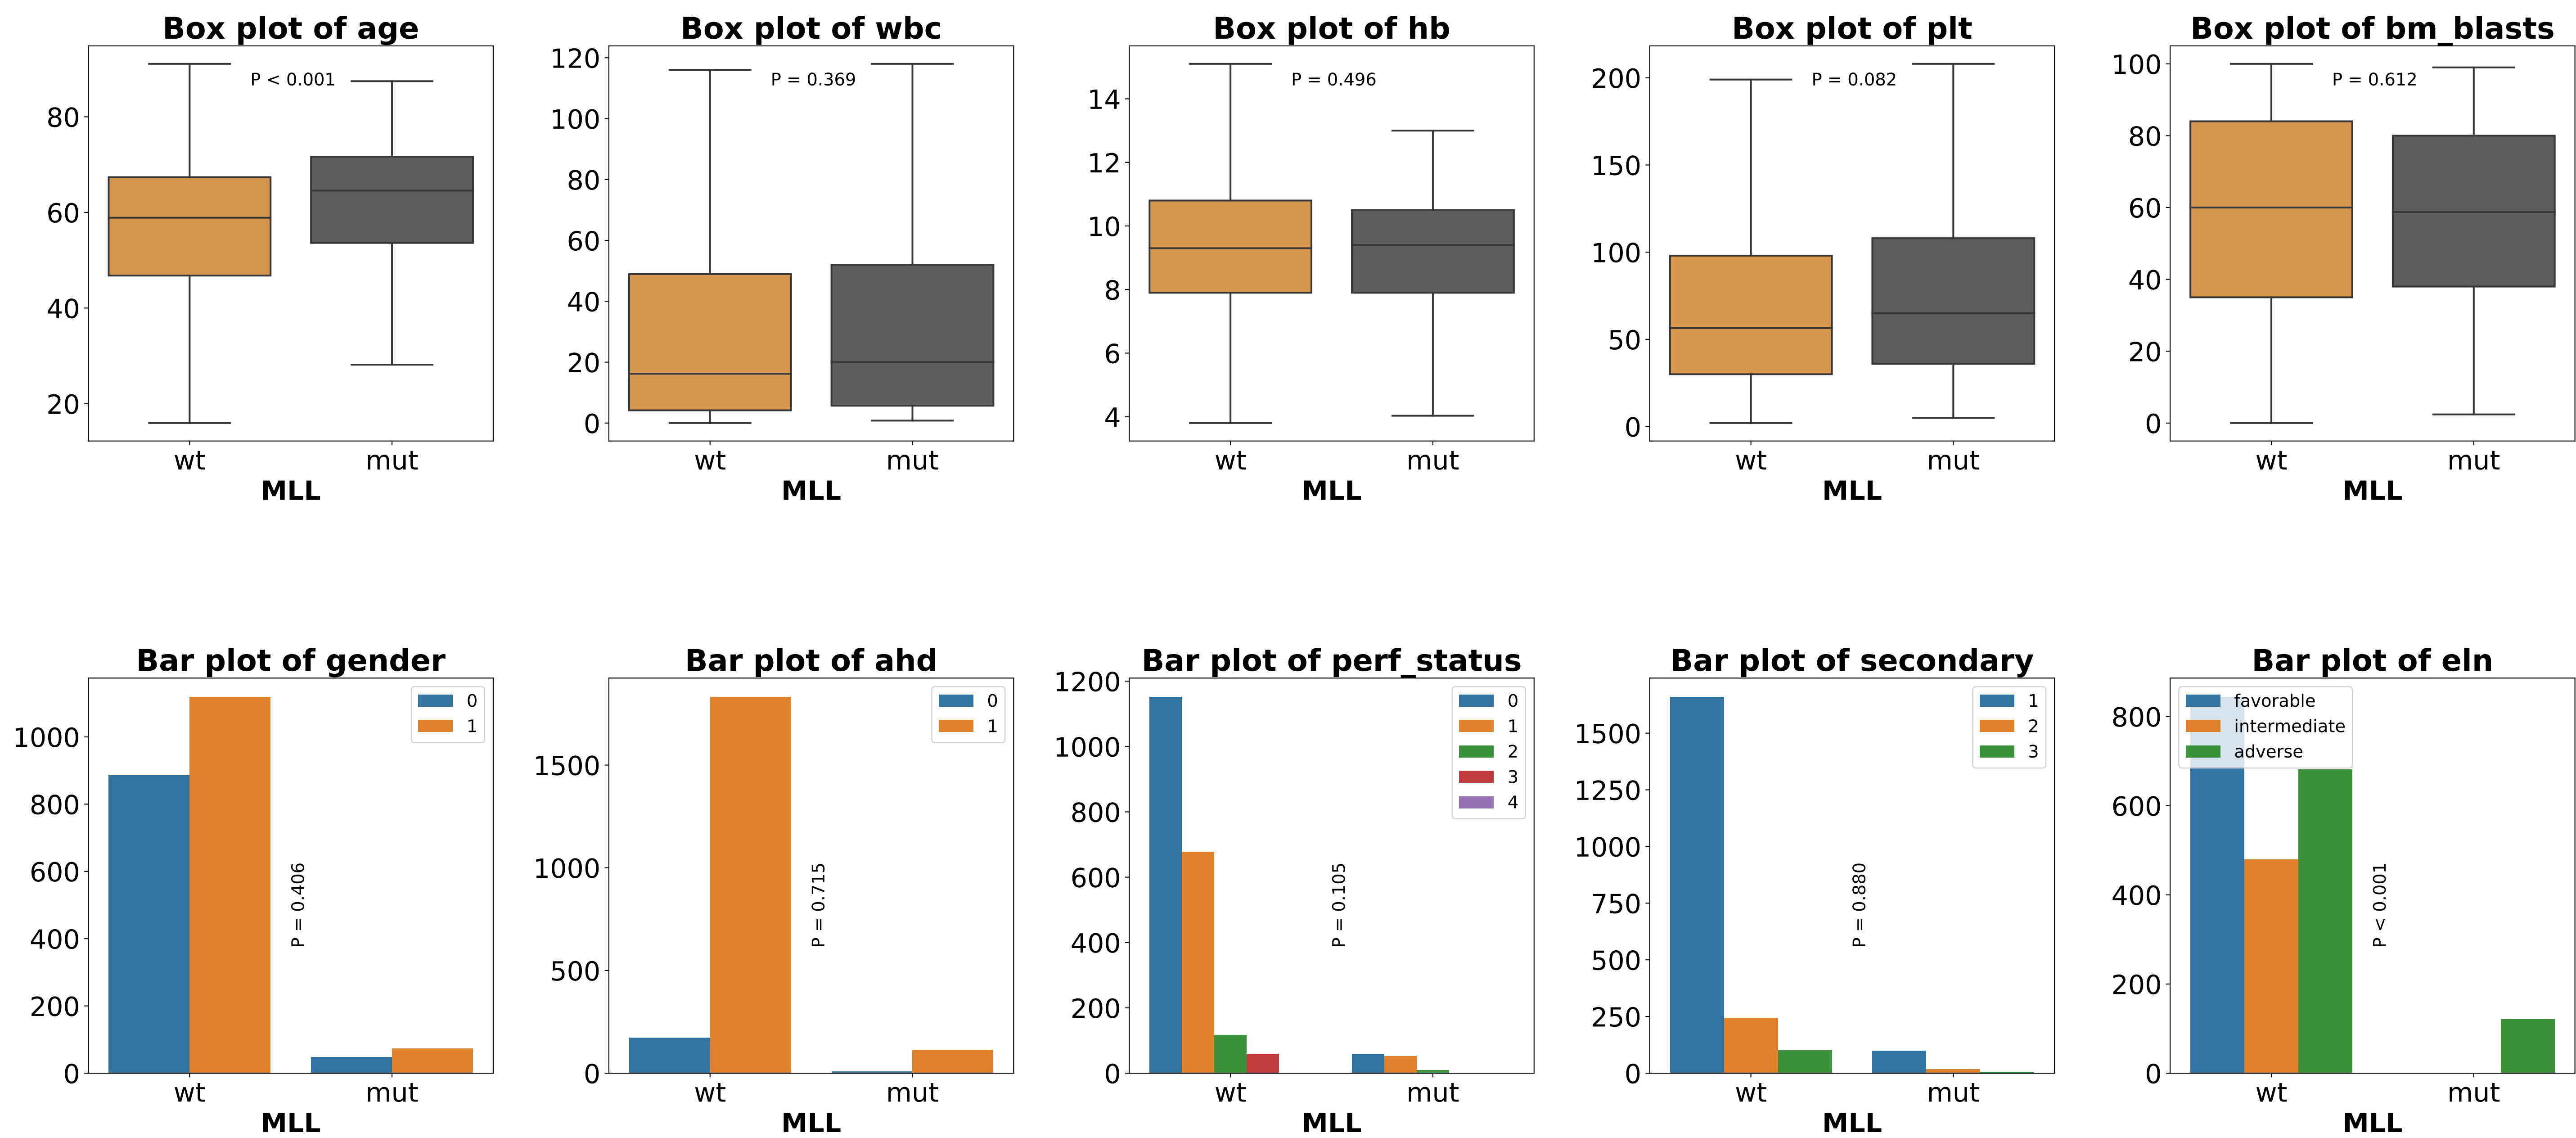 Box plot of age
P < 0.001
80
60
40
20
wt
mut
MLL
Box plot of wbc
P = 0.369
120
100
80
60
40
20
0
wt
mut
MLL
Box plot of hb
P = 0.496
14
12
10
8
6
4
wt
mut
MLL
Box plot of plt
P = 0.082
200
150
100
50
0
wt
mut
MLL
Box plot of bm_blasts
P = 0.612
100
80
60
40
20
0
wt
mut
MLL
Bar plot of gender
0
1
1000
800
600
400
200
0
P = 0.406
wt
mut
MLL
Bar plot of ahd
0
1
1500
1000
500
0
P = 0.715
wt
mut
MLL
Bar plot of perf_status
0
1
2
3
4
1200
1000
800
600
400
200
0
P = 0.105
wt
mut
MLL
Bar plot of secondary
1
2
3
1500
1250
1000
750
500
250
0
P = 0.880
wt
mut
MLL
Bar plot of eln
favorable
intermediate
adverse
800
600
400
200
0
P < 0.001
wt
mut
MLL